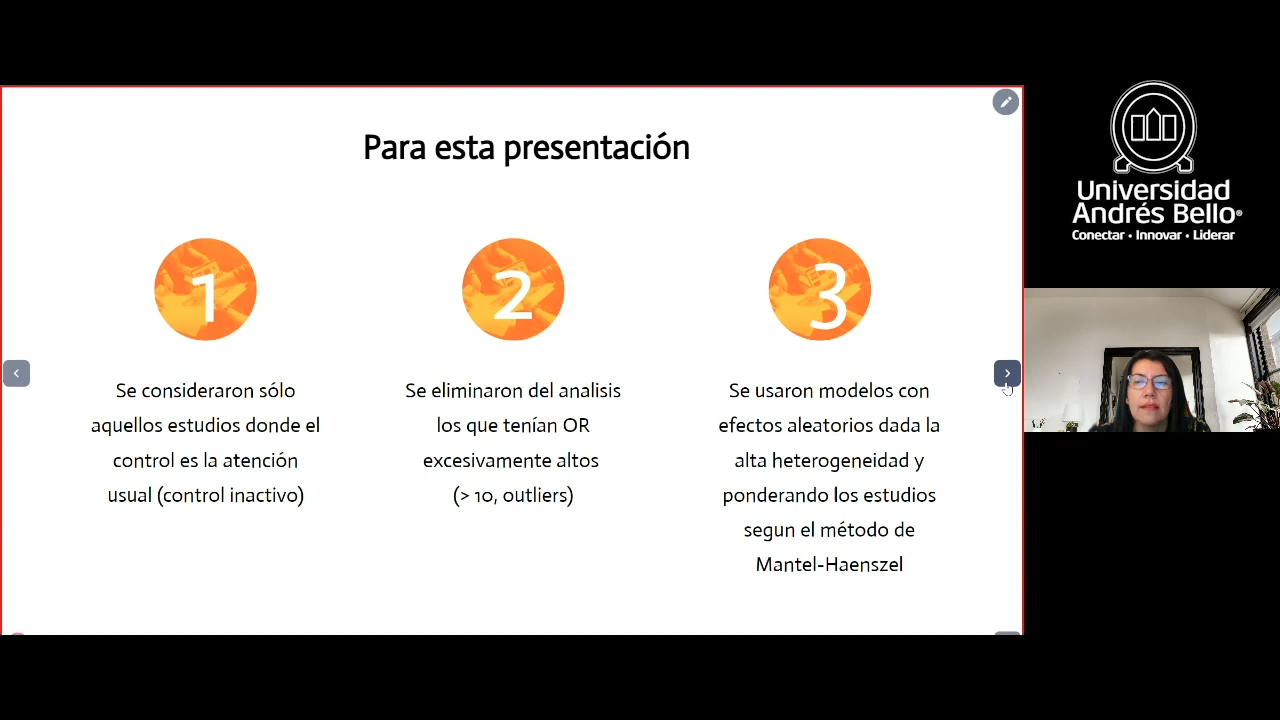 Para esta presentación
1
2
3
Se consideraron sólo
aquellos estudios donde el
control es la atención
usual (control inactivo)
Se eliminaron del analisis
los que tenían OR
excesivamente altos
(> 10, outliers)
Se usaron modelos con
efectos aleatorios dada la
alta heterogeneidad y
ponderando los estudios
segun el método de
Mantel-Haenszel
Universidad
Andrés Bello®
Conectar • Innovar • Liderar